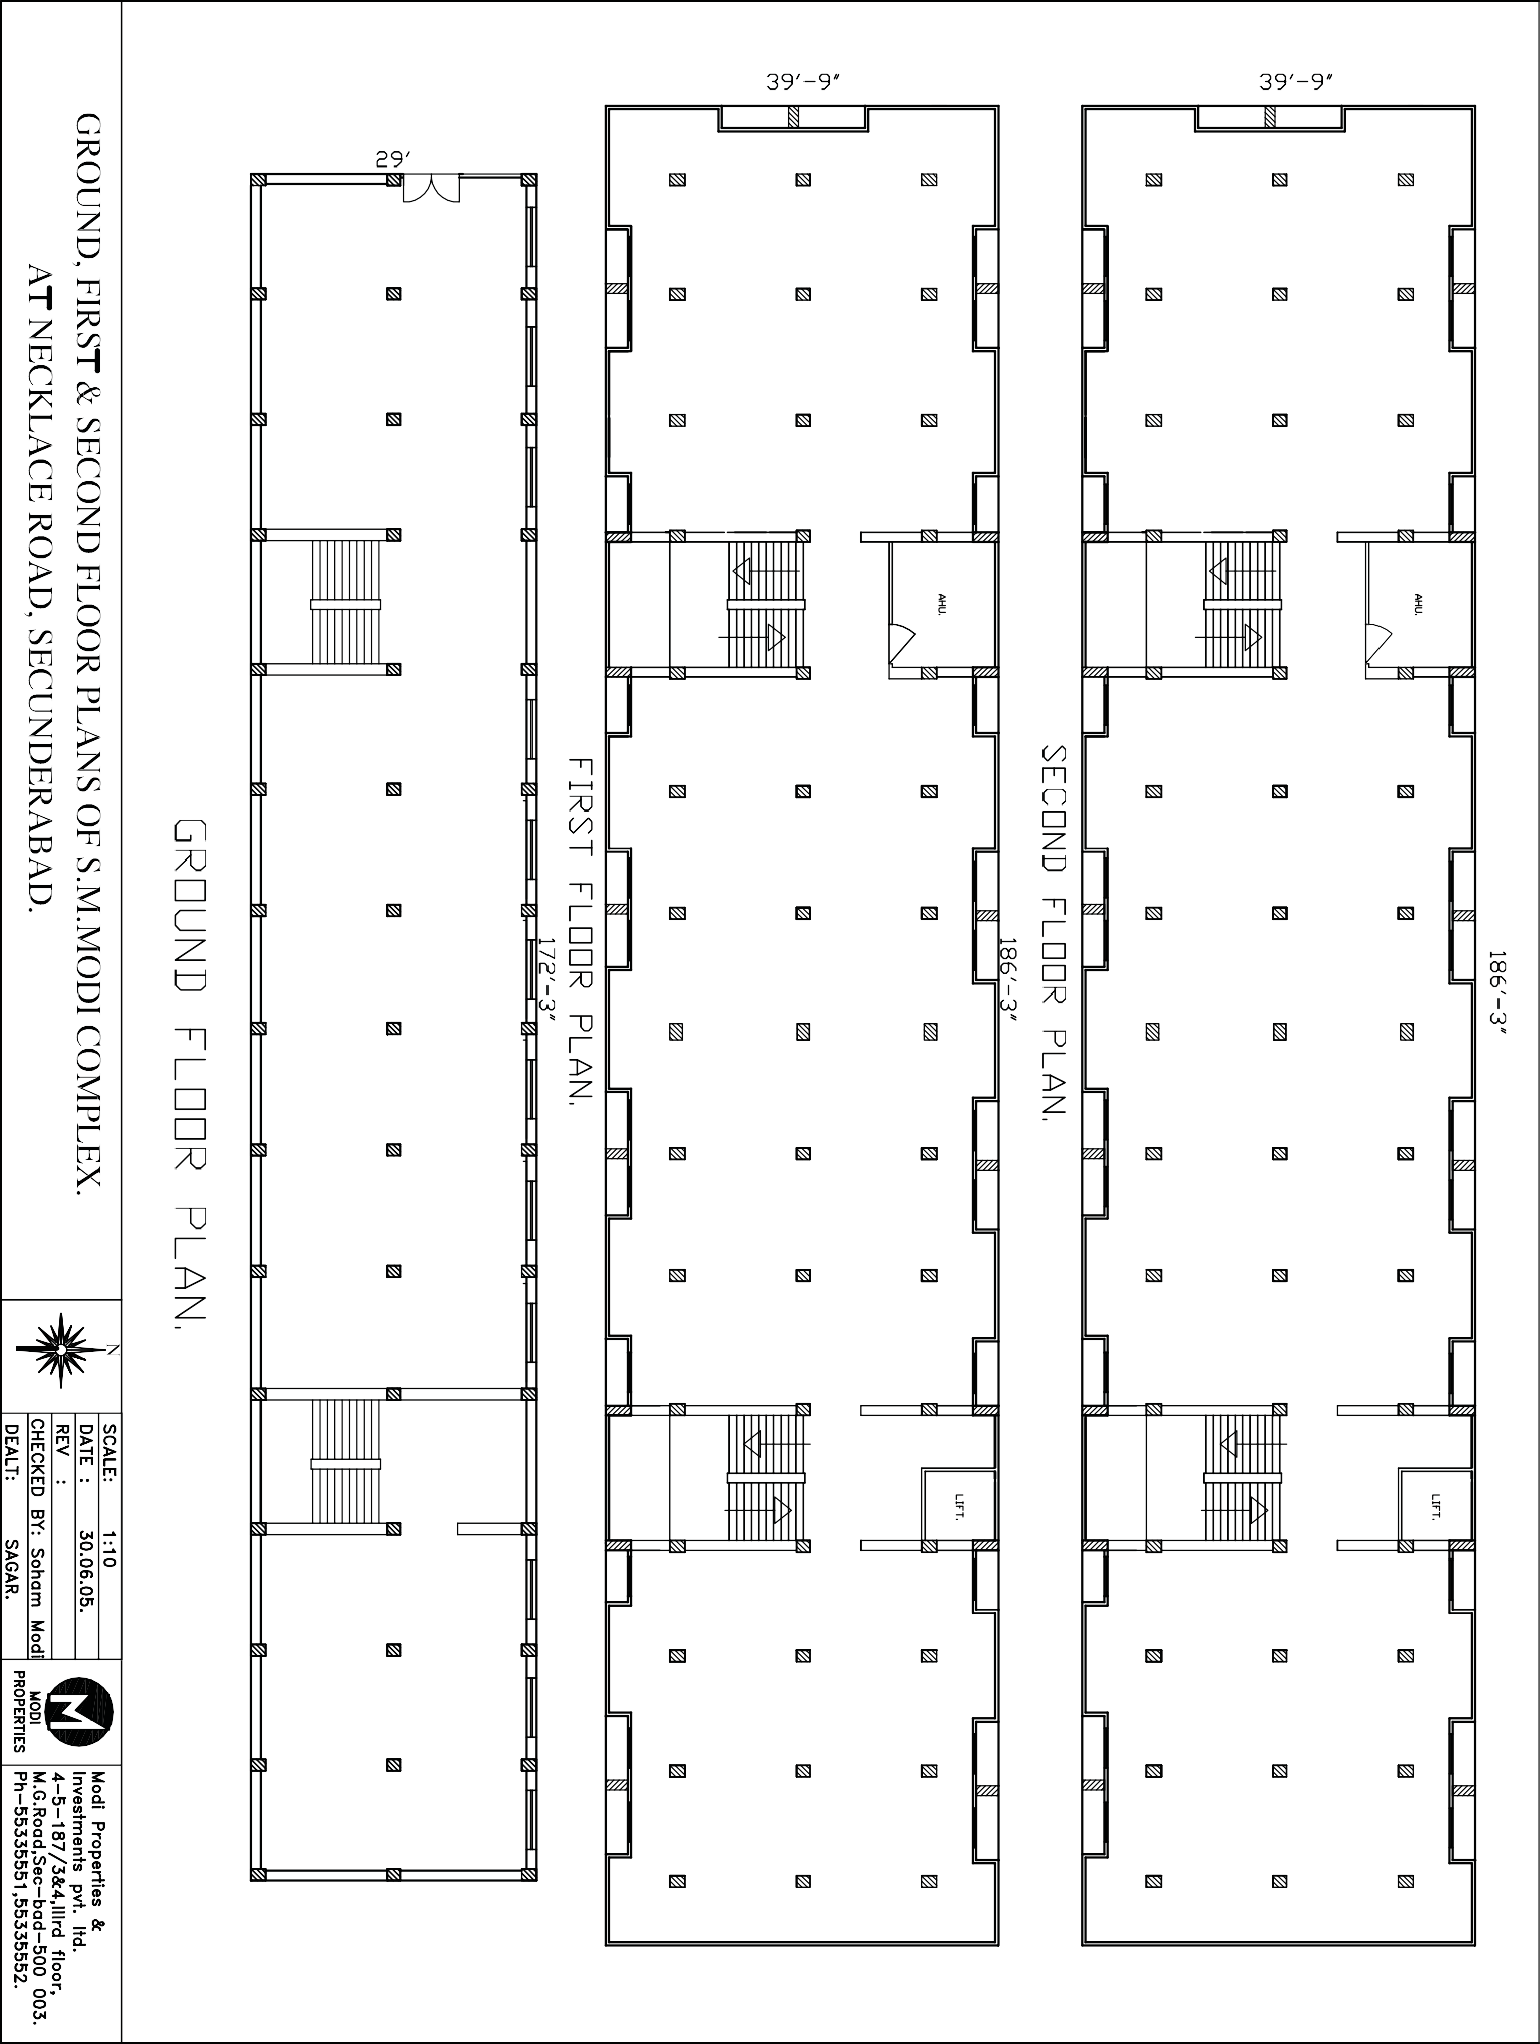 39'-9"
186'-3"
AHU.
LIFT.
SECOND FLOOR PLAN.
39'-9"
186'-3"
AHU.
LIFT.
FIRST FLOOR PLAN.
29'
172'-3"
GROUND FLOOR PLAN.
GROUND, FIRST & SECOND FLOOR PLANS OF S.M.MODI COMPLEX.
AT NECKLACE ROAD, SECUNDERABAD.
N
SCALE: 1:10
DATE : 30.06.05.
REV :
CHECKED BY: Soham Modi
DEALT: SAGAR.
M
MODI
PROPERTIES
Modi Properties &
Investments pvt. ltd.
4-5-187/3&4,IIIrd floor,
M.G.Road,Sec-bad-500 003.
Ph-55335551,55335552.